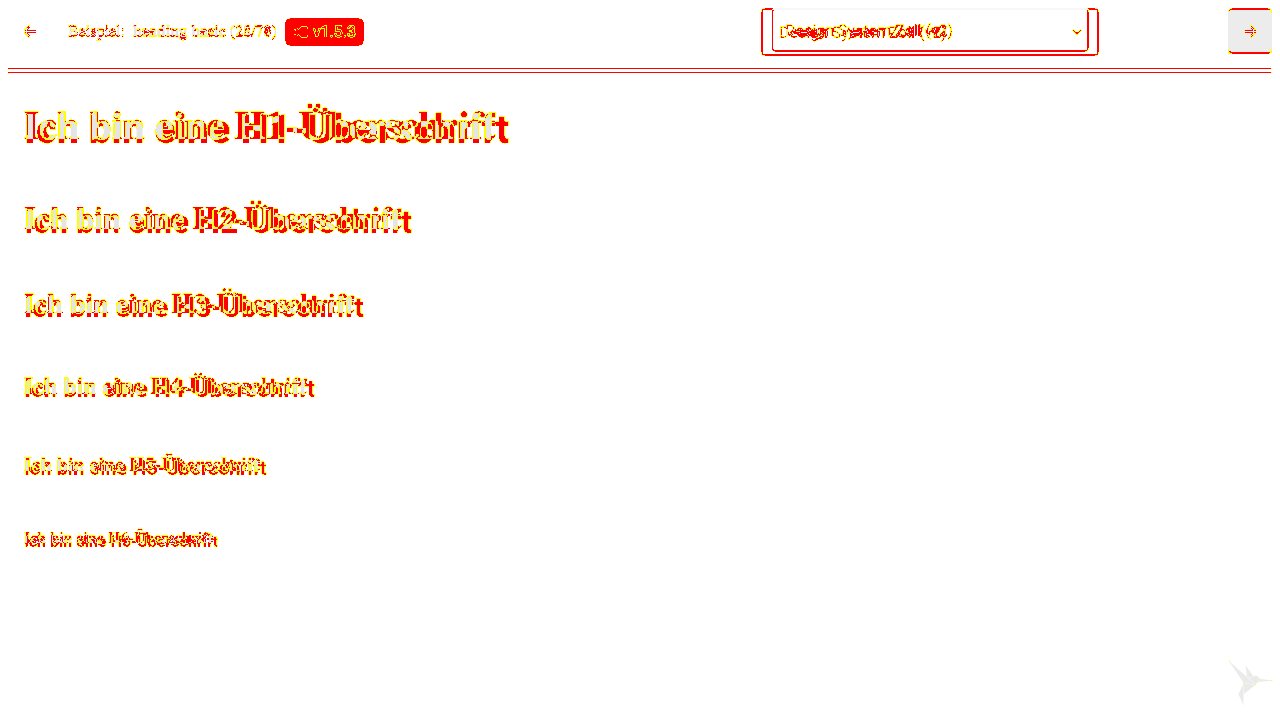 Beispiel: heading basic (26/76) v1.5.3 Design System Zoll (v2)
Ich bin eine H1-Überschrift
Ich bin eine H2-Überschrift
Ich bin eine H3-Überschrift
Ich bin eine H4-Überschrift
Ich bin eine H5-Überschrift
Ich bin eine H6-Überschrift